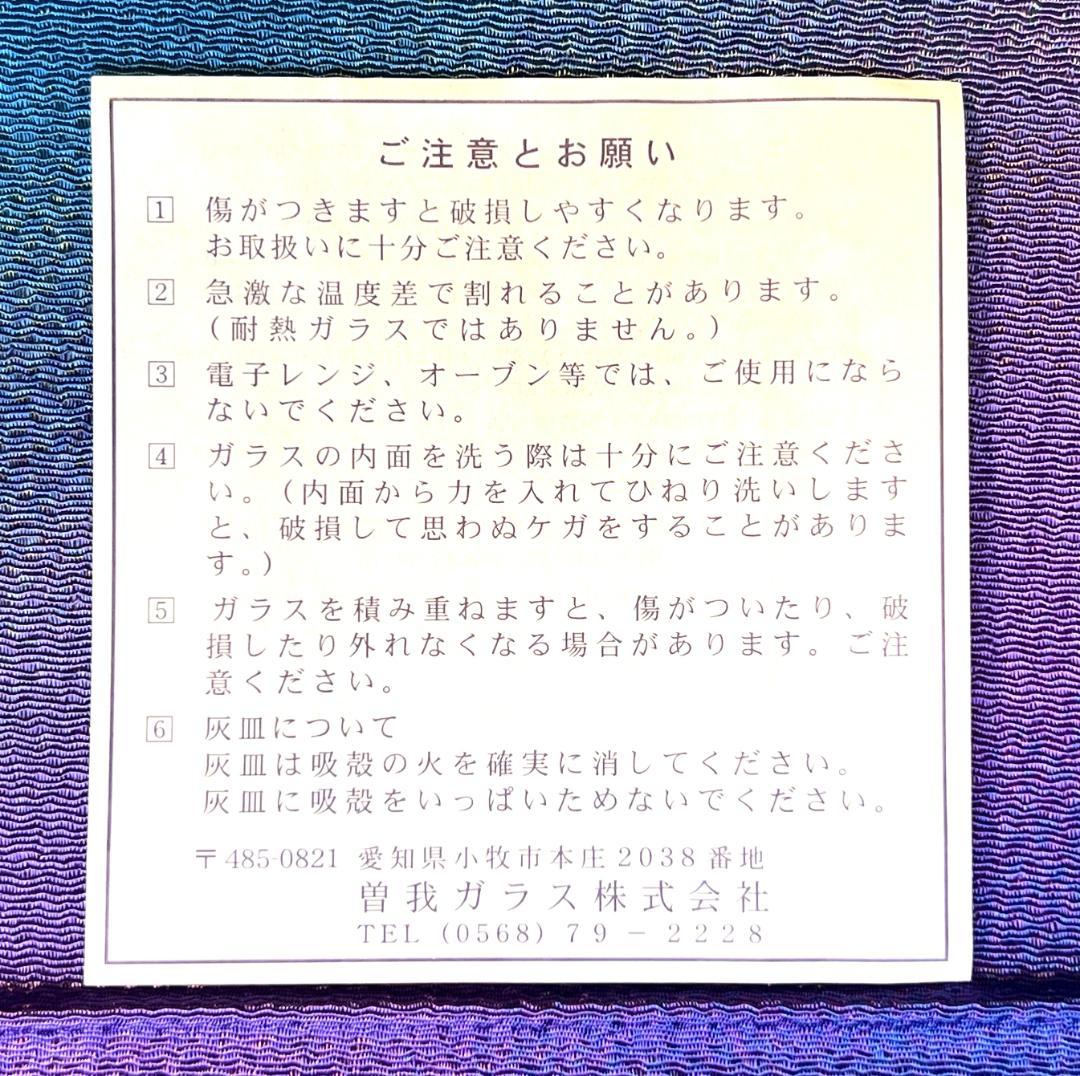 ご注意とお願い
1 傷がつきますと破損しやすくなります。
お取扱いに十分ご注意ください。
2 急激な温度差で割れることがあります。
(耐熱ガラスではありません。)
3 電子レンジ、オーブン等では、ご使用になら
ないでください。
4 ガラスの内面を洗う際は十分にご注意くださ
い。(内面から力を入れてひねり洗いします
と、破損して思わぬケガをすることがありま
す。)
5 ガラスを積み重ねますと、傷がついたり、破
損したり外れなくなる場合があります。ご注
意ください。
6 灰皿について
灰皿は吸殻の火を確実に消してください。
灰皿に吸殻をいっぱいためないでください。
〒485-0821 愛知県小牧市本庄2038番地
曽我ガラス株式会社
TEL (0568) 79-2228